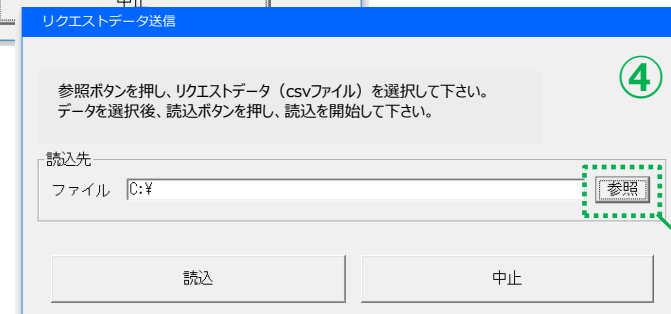 中止
リクエストデータ送信
④
参照ボタンを押し、リクエストデータ（csvファイル）を選択して下さい。
データを選択後、読込ボタンを押し、読込を開始して下さい。
読込先
ファイル C:¥ 参照
読込 中止